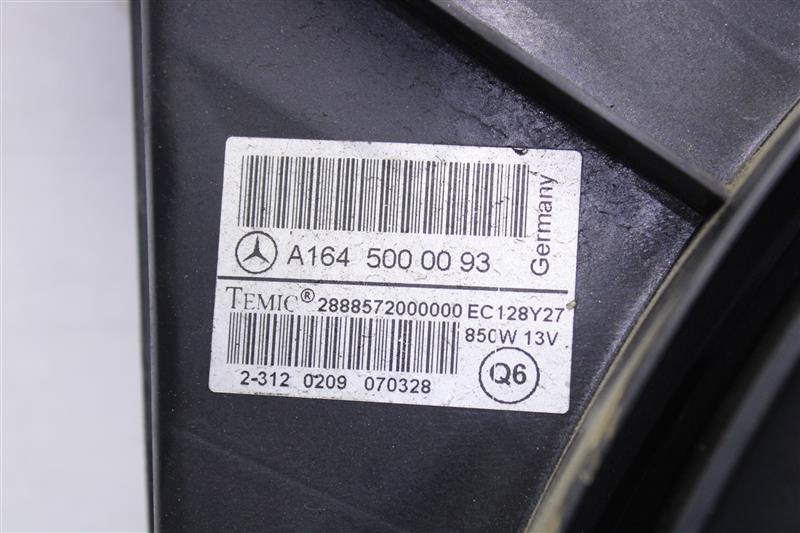 A164 500 00 93
Germany
TEMIC® 2888572000000 EC128Y27
850W 13V
2-312 0209 070328
Q6